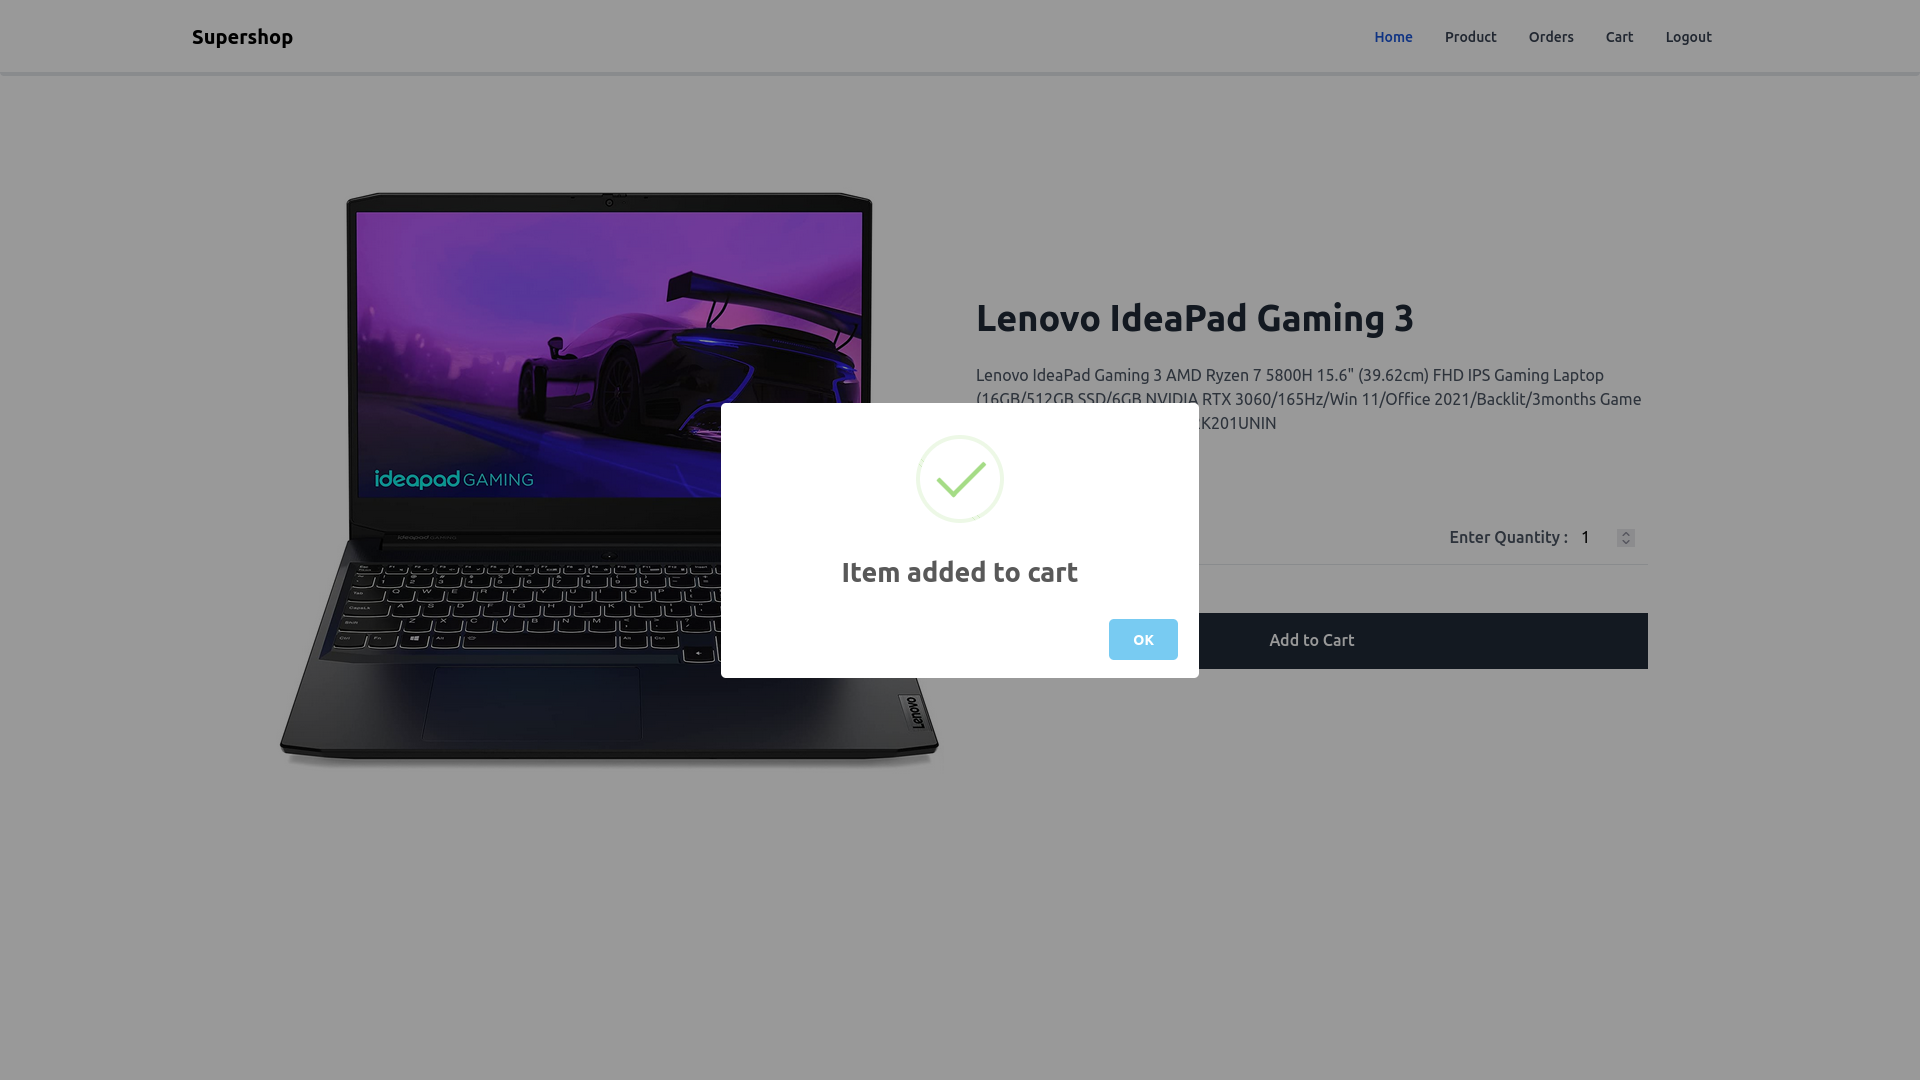 Supershop
Home
Product
Orders
Cart
Logout
Lenovo IdeaPad Gaming 3
Lenovo IdeaPad Gaming 3 AMD Ryzen 7 5800H 15.6" (39.62cm) FHD IPS Gaming Laptop
(16GB/512GB SSD/6GB NVIDIA RTX 3060/165Hz/Win 11/Office 2021/Backlit/3months Game
K201UNIN
ideapad GAMING
Enter Quantity : 1
Item added to cart
OK
Add to Cart
Lenovo